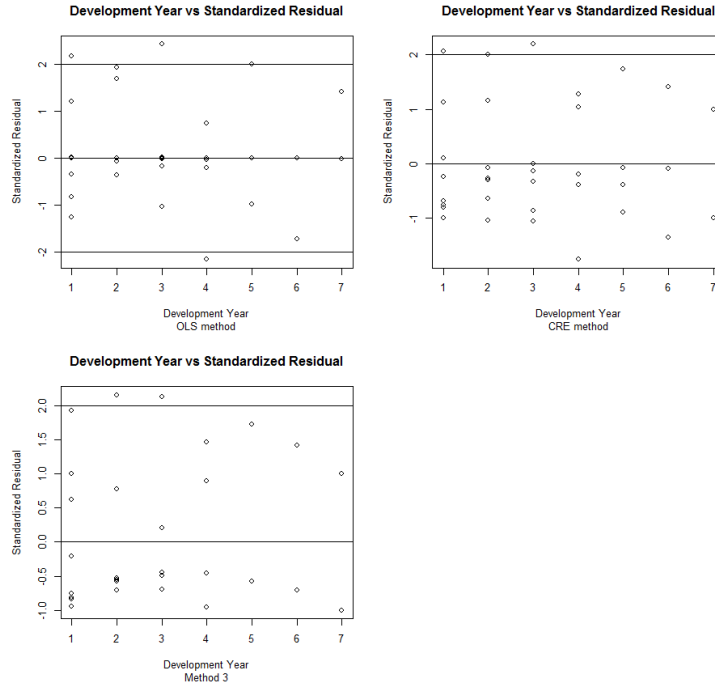 Development Year vs Standardized Residual
Standardized Residual
2
1
0
-1
-2
1 2 3 4 5 6 7
Development Year
OLS method
Development Year vs Standardized Residual
Standardized Residual
2
1
0
-1
1 2 3 4 5 6 7
Development Year
CRE method
Development Year vs Standardized Residual
Standardized Residual
2.0
1.5
1.0
0.5
0.0
-0.5
-1.0
1 2 3 4 5 6 7
Development Year
Method 3